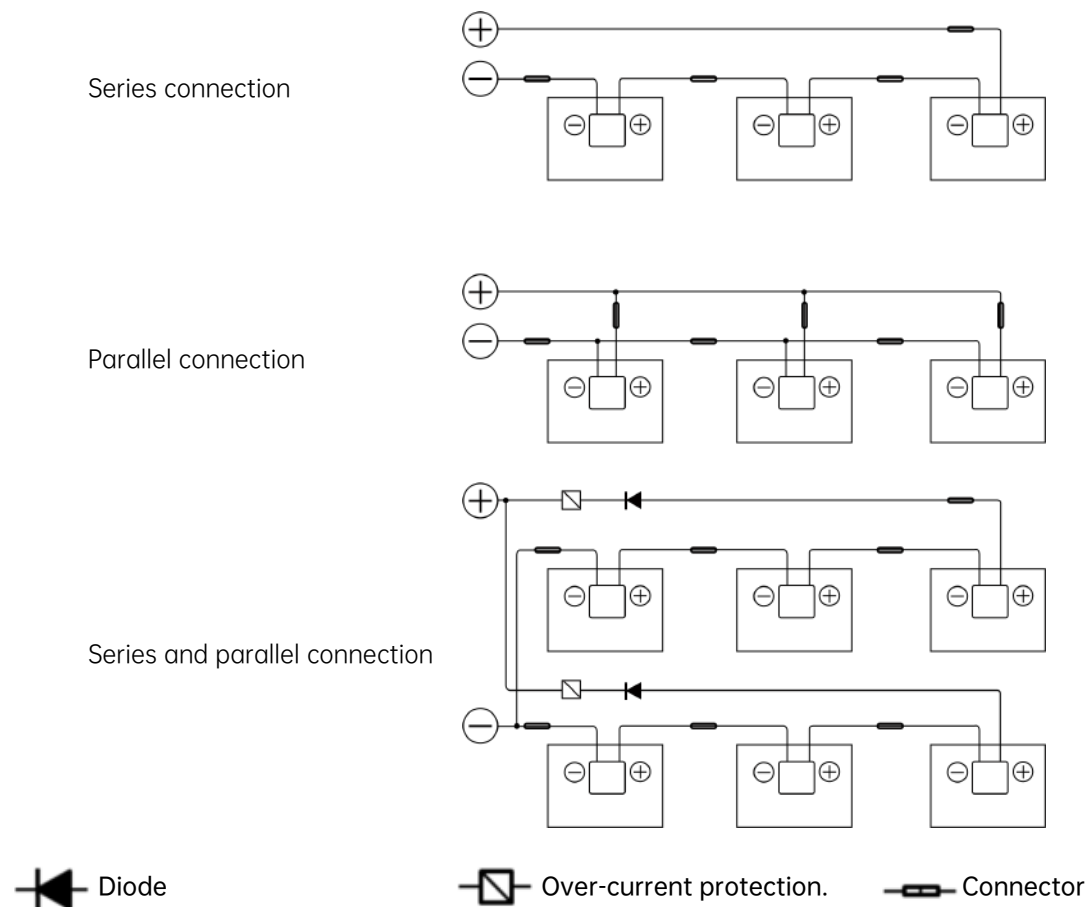 Series connection
Parallel connection
Series and parallel connection
Diode
Over-current protection.
Connector